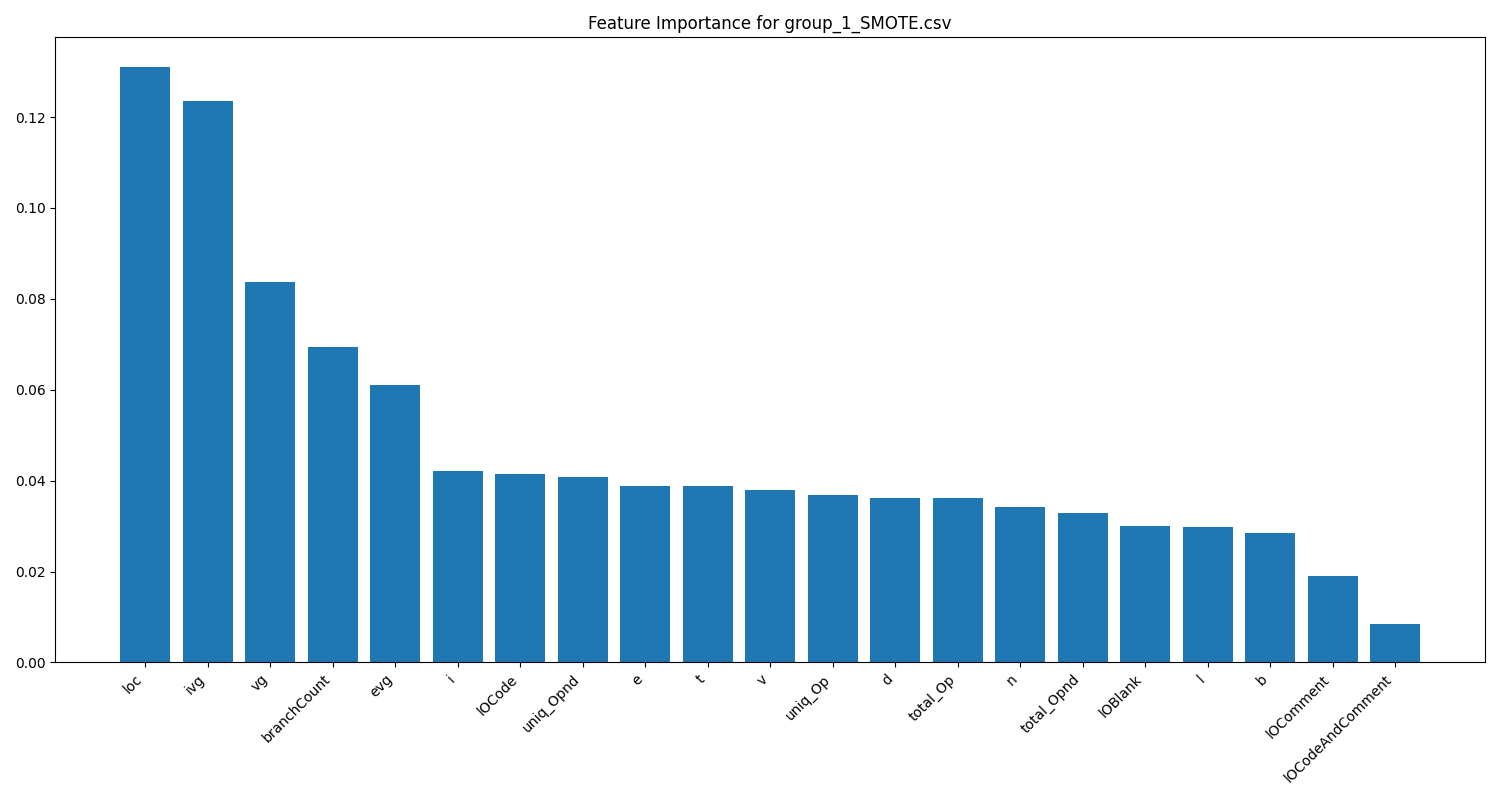 Feature Importance for group_1_SMOTE.csv
0.12
0.10
0.08
0.06
0.04
0.02
0.00
loc
ivg
vg
branchCount
evg
i
lOCode
uniq_Opnd
e
t
v
uniq_Op
d
total_Op
n
total_Opnd
lOBlank
l
b
lOComment
lOCodeAndComment